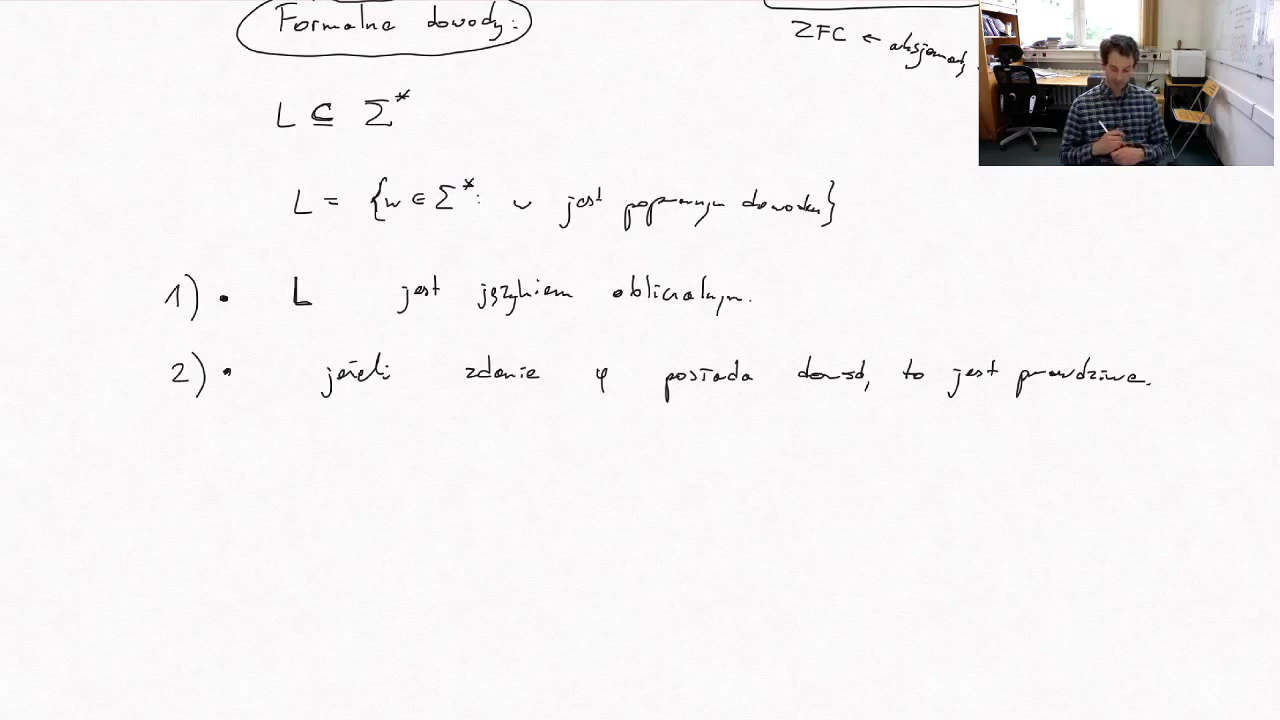 Formalne dowody:
ZFC ← aksjomaty
L ⊆ Σ*
L = {w ∈ Σ*: w jest poprawnym dowodem}
1) • L jest językiem obliczalnym.
2) • jeżeli zdanie φ posiada dowód, to jest prawdziwe.